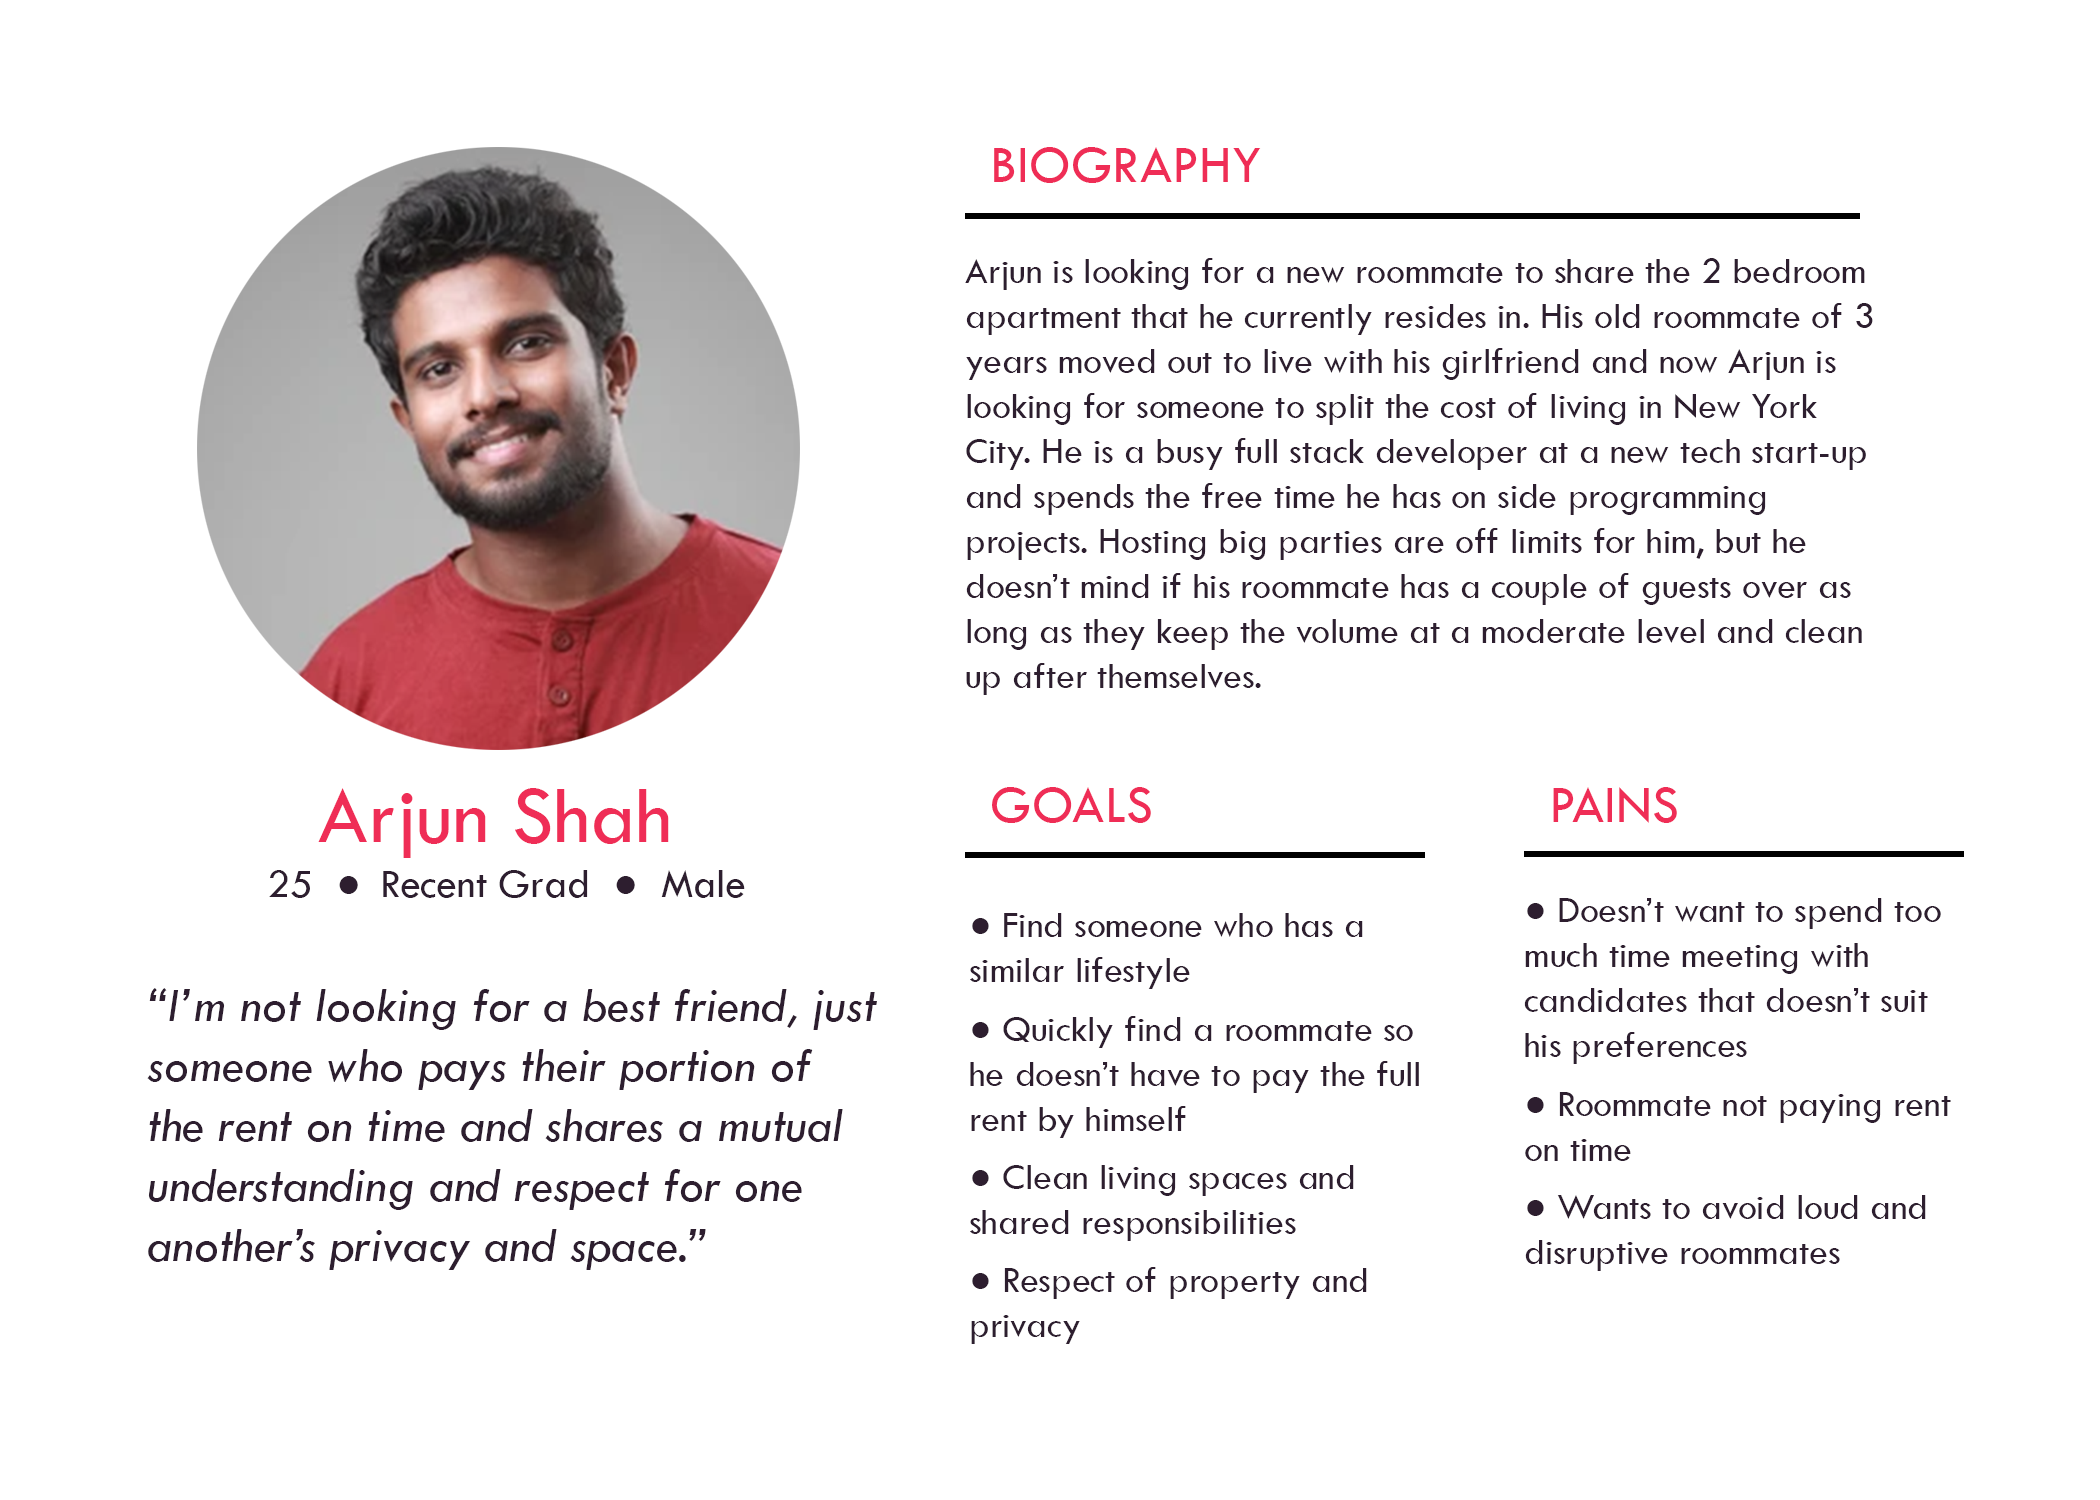 Arjun Shah
25 ● Recent Grad ● Male
“I’m not looking for a best friend, just
someone who pays their portion of
the rent on time and shares a mutual
understanding and respect for one
another’s privacy and space.”
BIOGRAPHY
Arjun is looking for a new roommate to share the 2 bedroom
apartment that he currently resides in. His old roommate of 3
years moved out to live with his girlfriend and now Arjun is
looking for someone to split the cost of living in New York
City. He is a busy full stack developer at a new tech start-up
and spends the free time he has on side programming
projects. Hosting big parties are off limits for him, but he
doesn’t mind if his roommate has a couple of guests over as
long as they keep the volume at a moderate level and clean
up after themselves.
GOALS
● Find someone who has a
similar lifestyle
● Quickly find a roommate so
he doesn’t have to pay the full
rent by himself
● Clean living spaces and
shared responsibilities
● Respect of property and
privacy
PAINS
● Doesn’t want to spend too
much time meeting with
candidates that doesn’t suit
his preferences
● Roommate not paying rent
on time
● Wants to avoid loud and
disruptive roommates